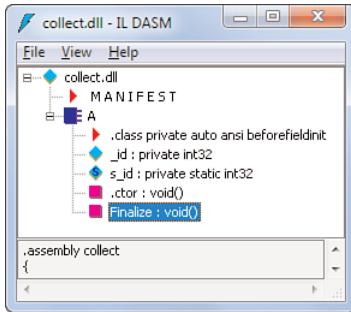 collect.dll - IL DASM
File View Help
collect.dll
MANIFEST
A
.class private auto ansi beforefieldinit
_id : private int32
s_id : private static int32
.ctor : void()
Finalize : void()
.assembly collect
{